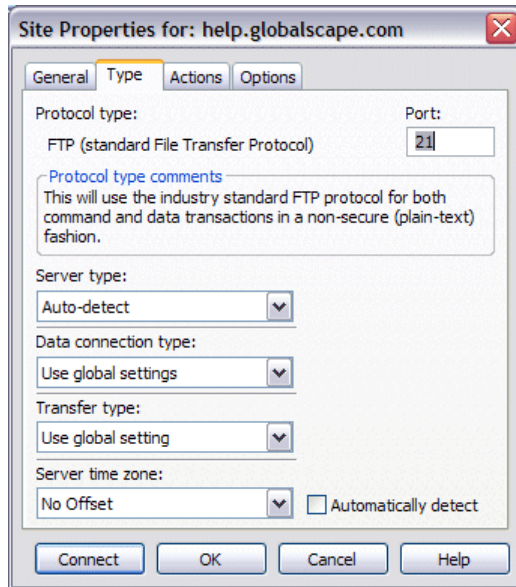 Site Properties for: help.globalscape.com
General Type Actions Options
Protocol type: Port:
FTP (standard File Transfer Protocol) 21
Protocol type comments
This will use the industry standard FTP protocol for both
command and data transactions in a non-secure (plain-text)
fashion.
Server type:
Auto-detect
Data connection type:
Use global settings
Transfer type:
Use global setting
Server time zone:
No Offset Automatically detect
Connect OK Cancel Help